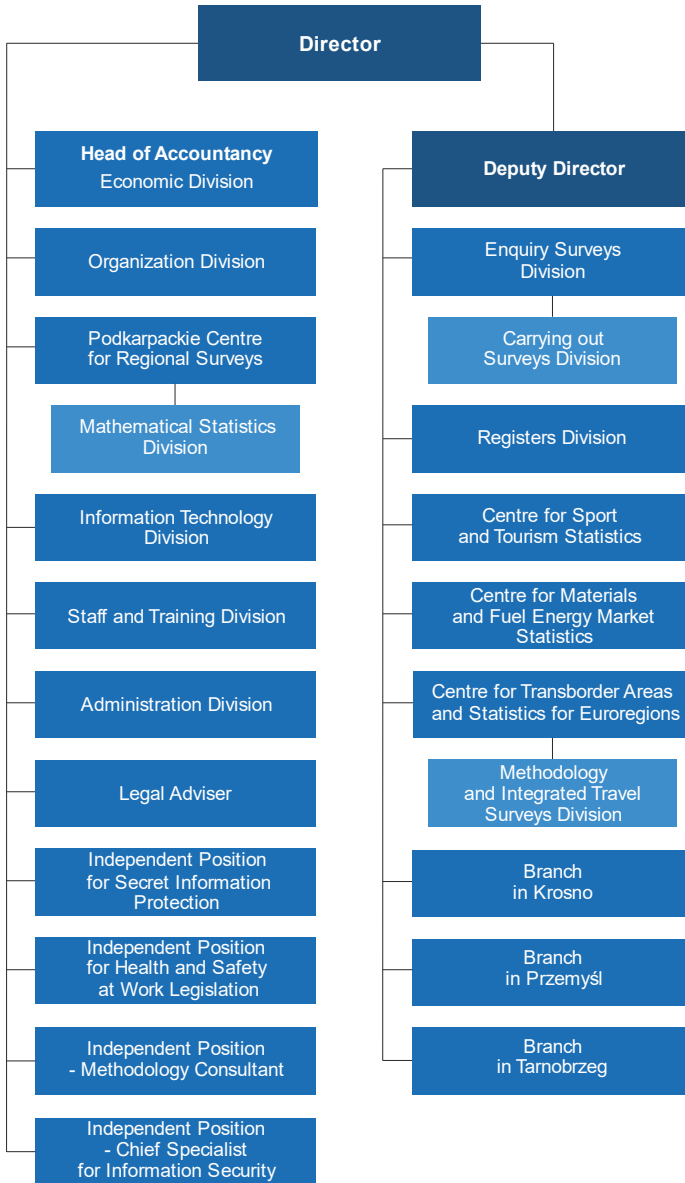 Director
Head of Accountancy
Economic Division
Organization Division
Podkarpackie Centre
for Regional Surveys
Mathematical Statistics
Division
Information Technology
Division
Staff and Training Division
Administration Division
Legal Adviser
Independent Position
for Secret Information
Protection
Independent Position
for Health and Safety
at Work Legislation
Independent Position
- Methodology Consultant
Independent Position
- Chief Specialist
for Information Security
Deputy Director
Enquiry Surveys
Division
Carrying out
Surveys Division
Registers Division
Centre for Sport
and Tourism Statistics
Centre for Materials
and Fuel Energy Market
Statistics
Centre for Transborder Areas
and Statistics for Euroregions
Methodology
and Integrated Travel
Surveys Division
Branch
in Krosno
Branch
in Przemyśl
Branch
in Tarnobrzeg